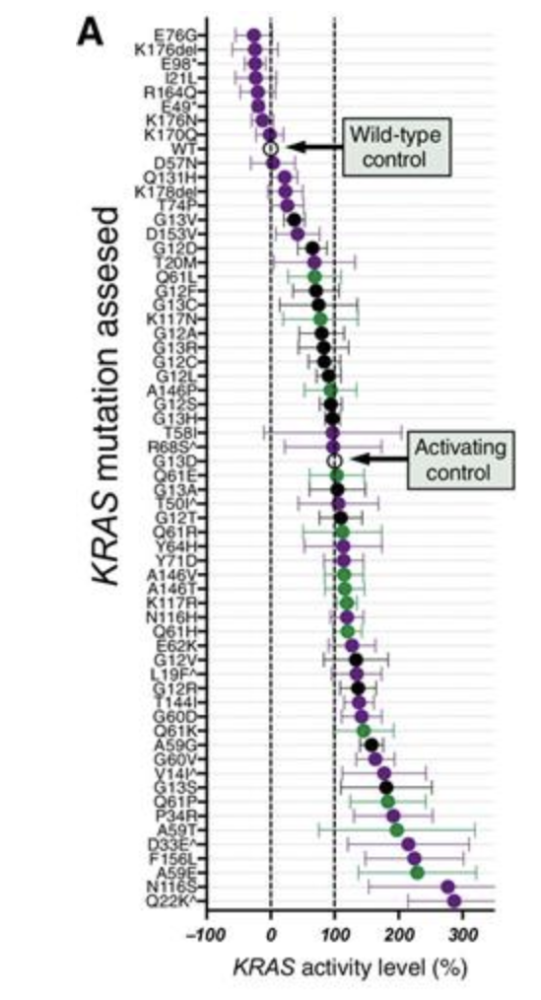 A
E76G
K176del
E98*
I21L
R164Q
E49*
K176N
K170Q
WT
D57N
Q131H
K178del
T74P
G13V
D153V
G12D
T20M
Q61L
G12F
G13C
K117N
G12A
G13R
G12C
G12L
A146P
G12S
G13H
T58I
R68S^
G13D
Q61E
G13A
T50I^
G12T
Q61R
Y64H
Y71D
A146V
A146T
K117R
N116H
Q61H
E62K
G12V
L19F^
G12R
T144I
G60D
Q61K
A59G
G60V
V14I^
G13S
Q61P
P34R
A59T
D33E^
F156L
A59E
N116S
Q22K^
Wild-type
control
Activating
control
KRAS mutation assesed
–100 0 100 200 300
KRAS activity level (%)